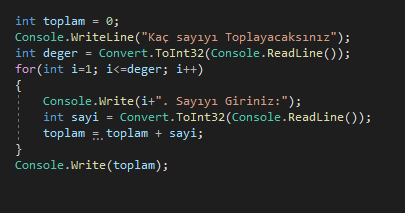 int toplam = 0;
Console.WriteLine("Kaç sayıyı Toplayacaksınız");
int deger = Convert.ToInt32(Console.ReadLine());
for(int i=1; i<=deger; i++)
{
Console.Write(i+". Sayıyı Giriniz:");
int sayi = Convert.ToInt32(Console.ReadLine());
toplam = toplam + sayi;
}
Console.Write(toplam);